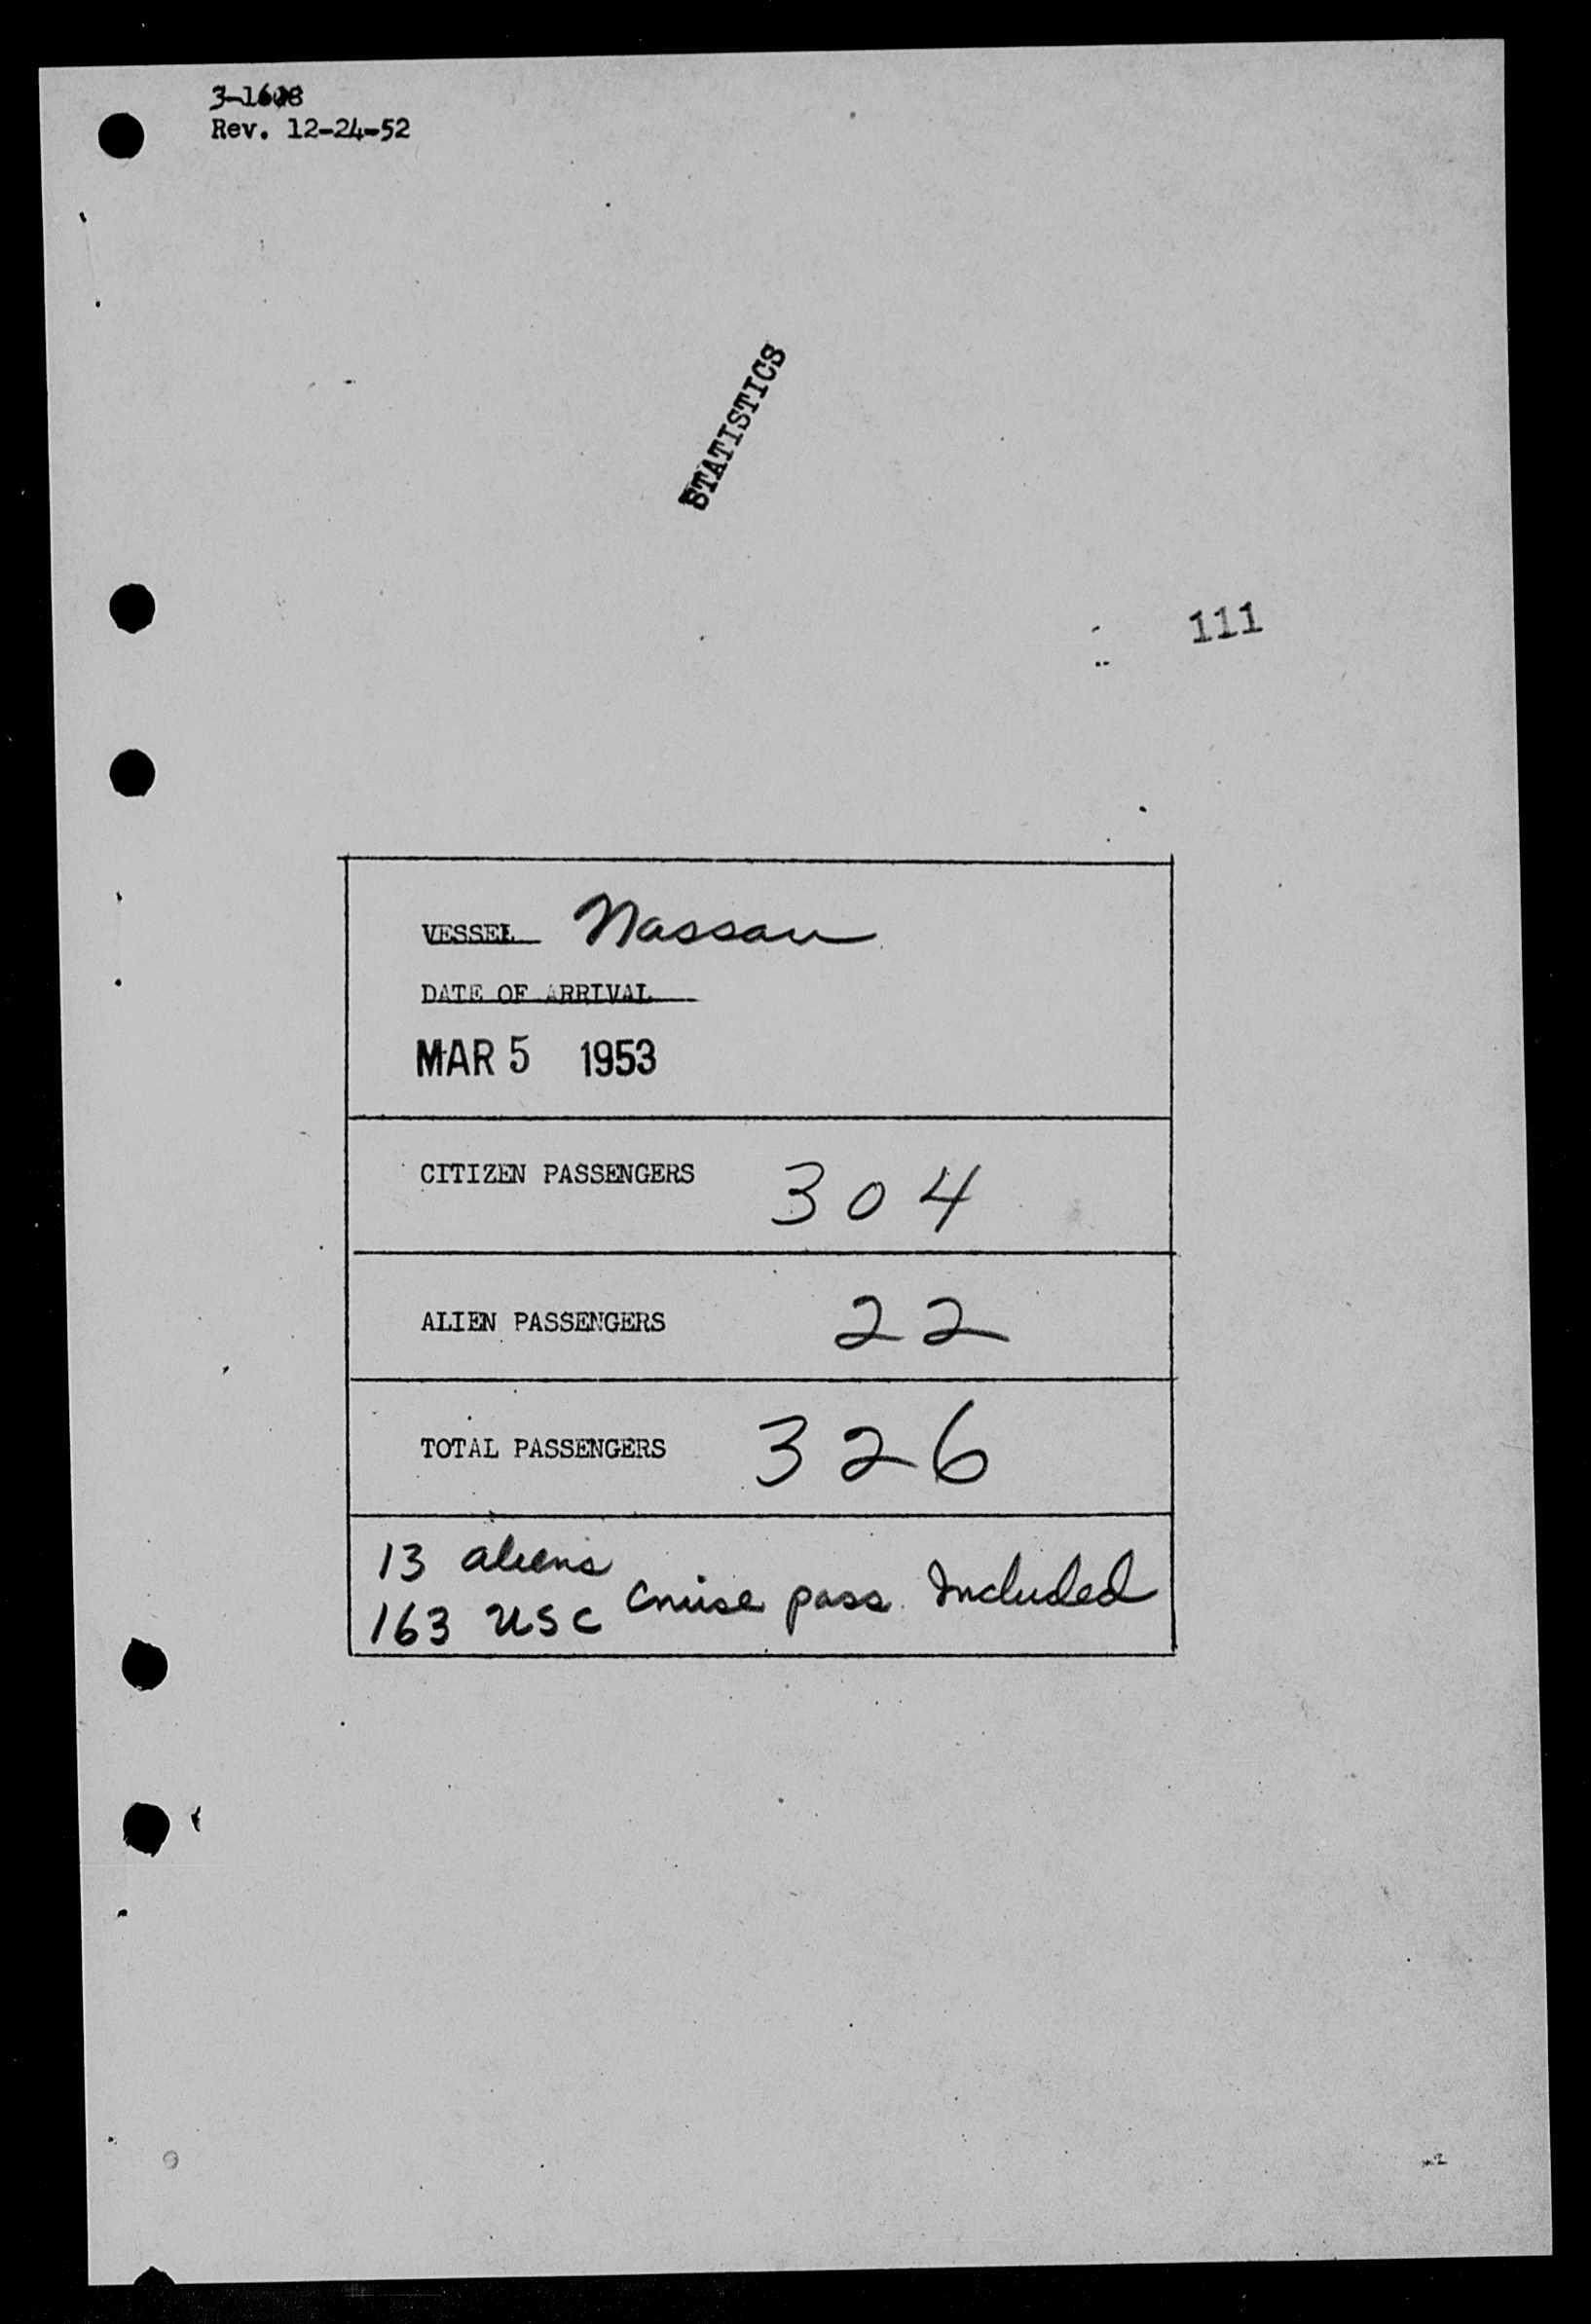 3-1608
Rev. 12-24-52
STATISTICS
111
VESSEL Nassau
DATE OF ARRIVAL
MAR 5 1953
CITIZEN PASSENGERS 304
ALIEN PASSENGERS 22
TOTAL PASSENGERS 326
13 aliens
163 USC Cruise pass. Included